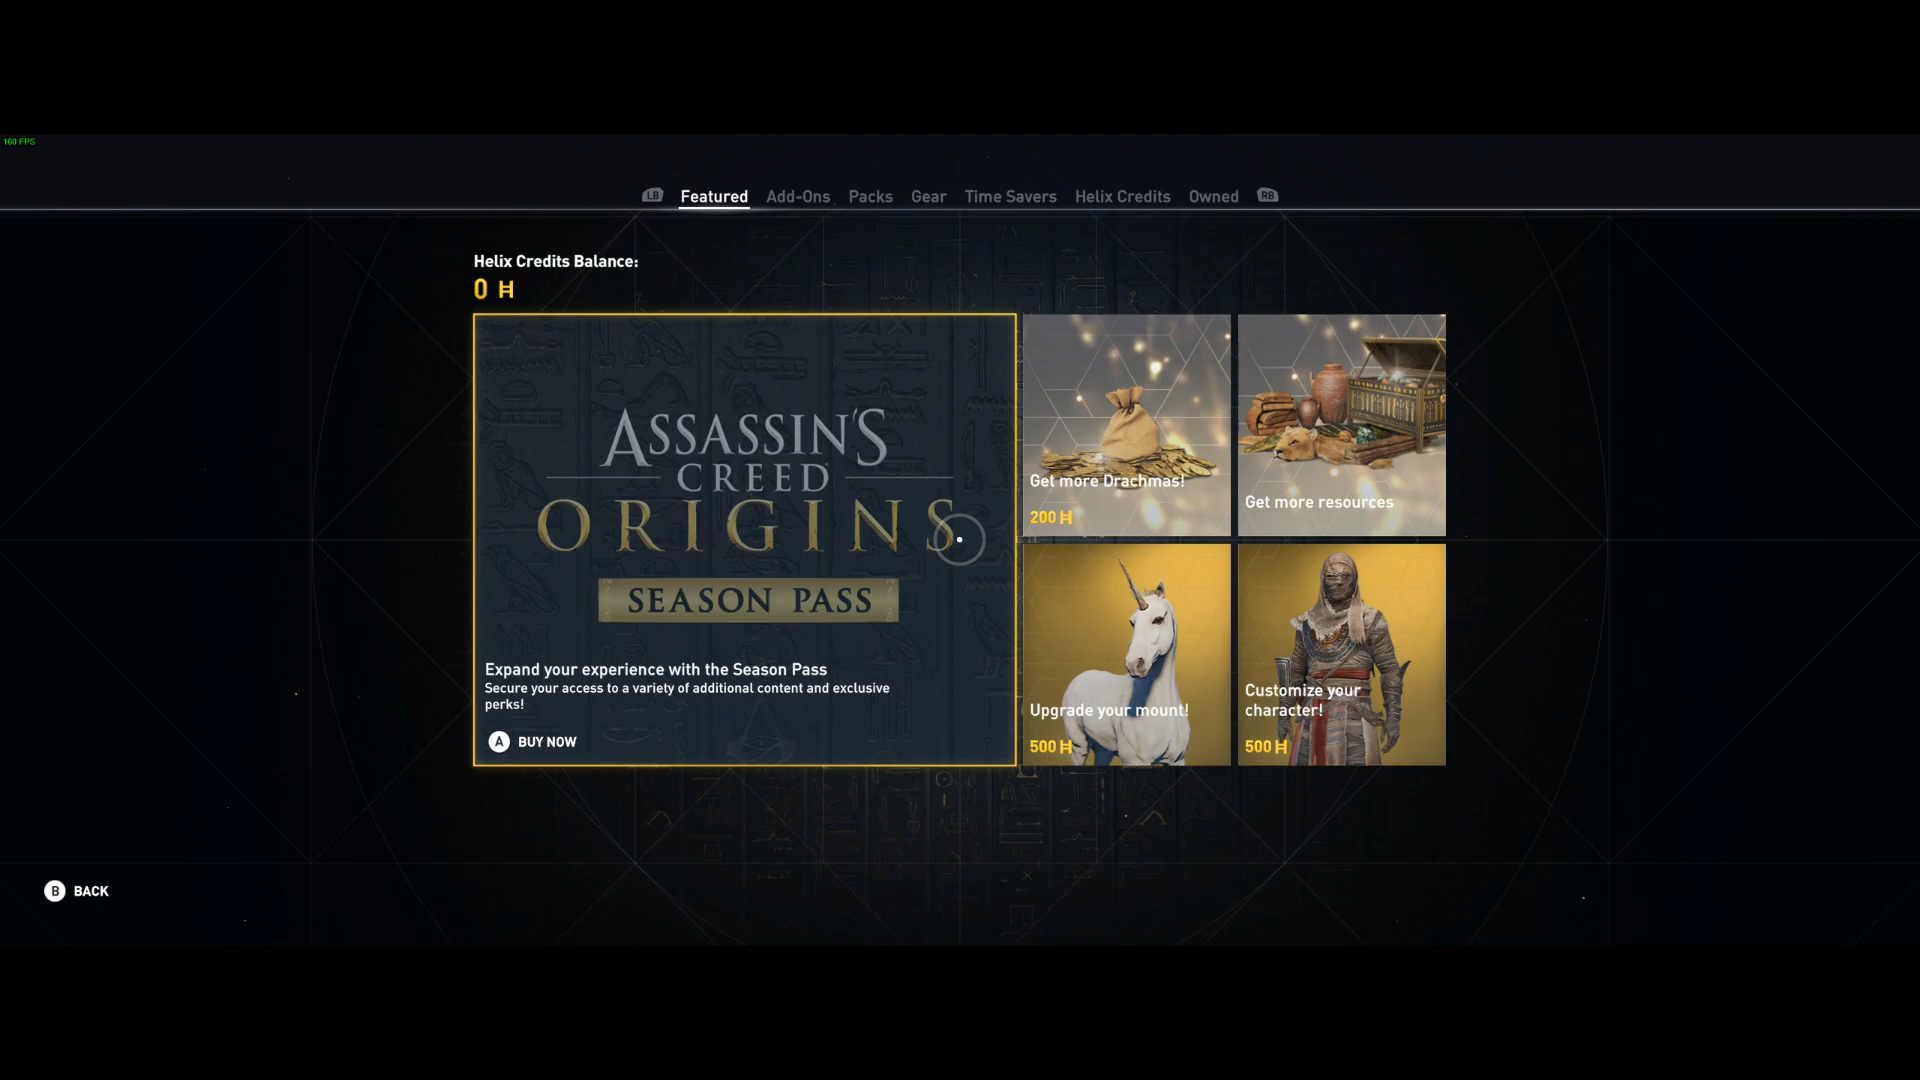 160 FPS
LB Featured Add-Ons Packs Gear Time Savers Helix Credits Owned RB
Helix Credits Balance:
0
ASSASSIN'S
CREED
ORIGINS
SEASON PASS
Expand your experience with the Season Pass
Secure your access to a variety of additional content and exclusive
perks!
A BUY NOW
Get more Drachmas!
200
Get more resources
Upgrade your mount!
500
Customize your
character!
500
B BACK